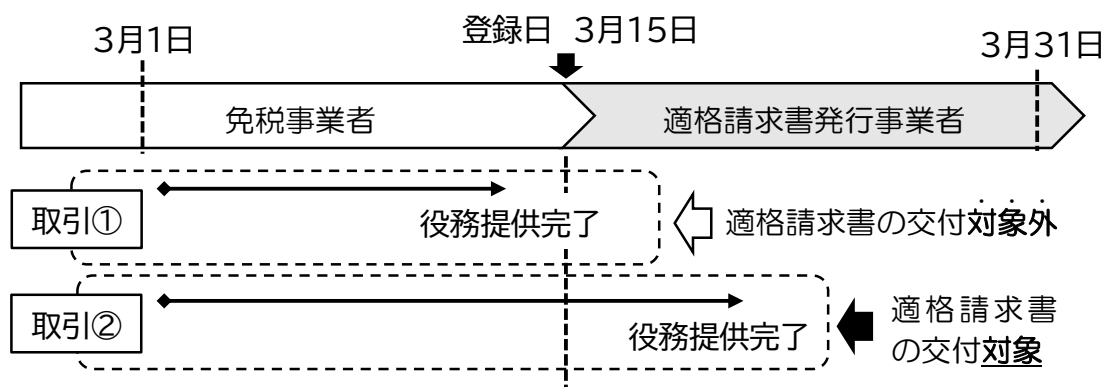 3月1日
登録日 3月15日
3月31日
免税事業者
適格請求書発行事業者
取引①
役務提供完了
適格請求書の交付対象外
取引②
役務提供完了
適格請求書
の交付対象